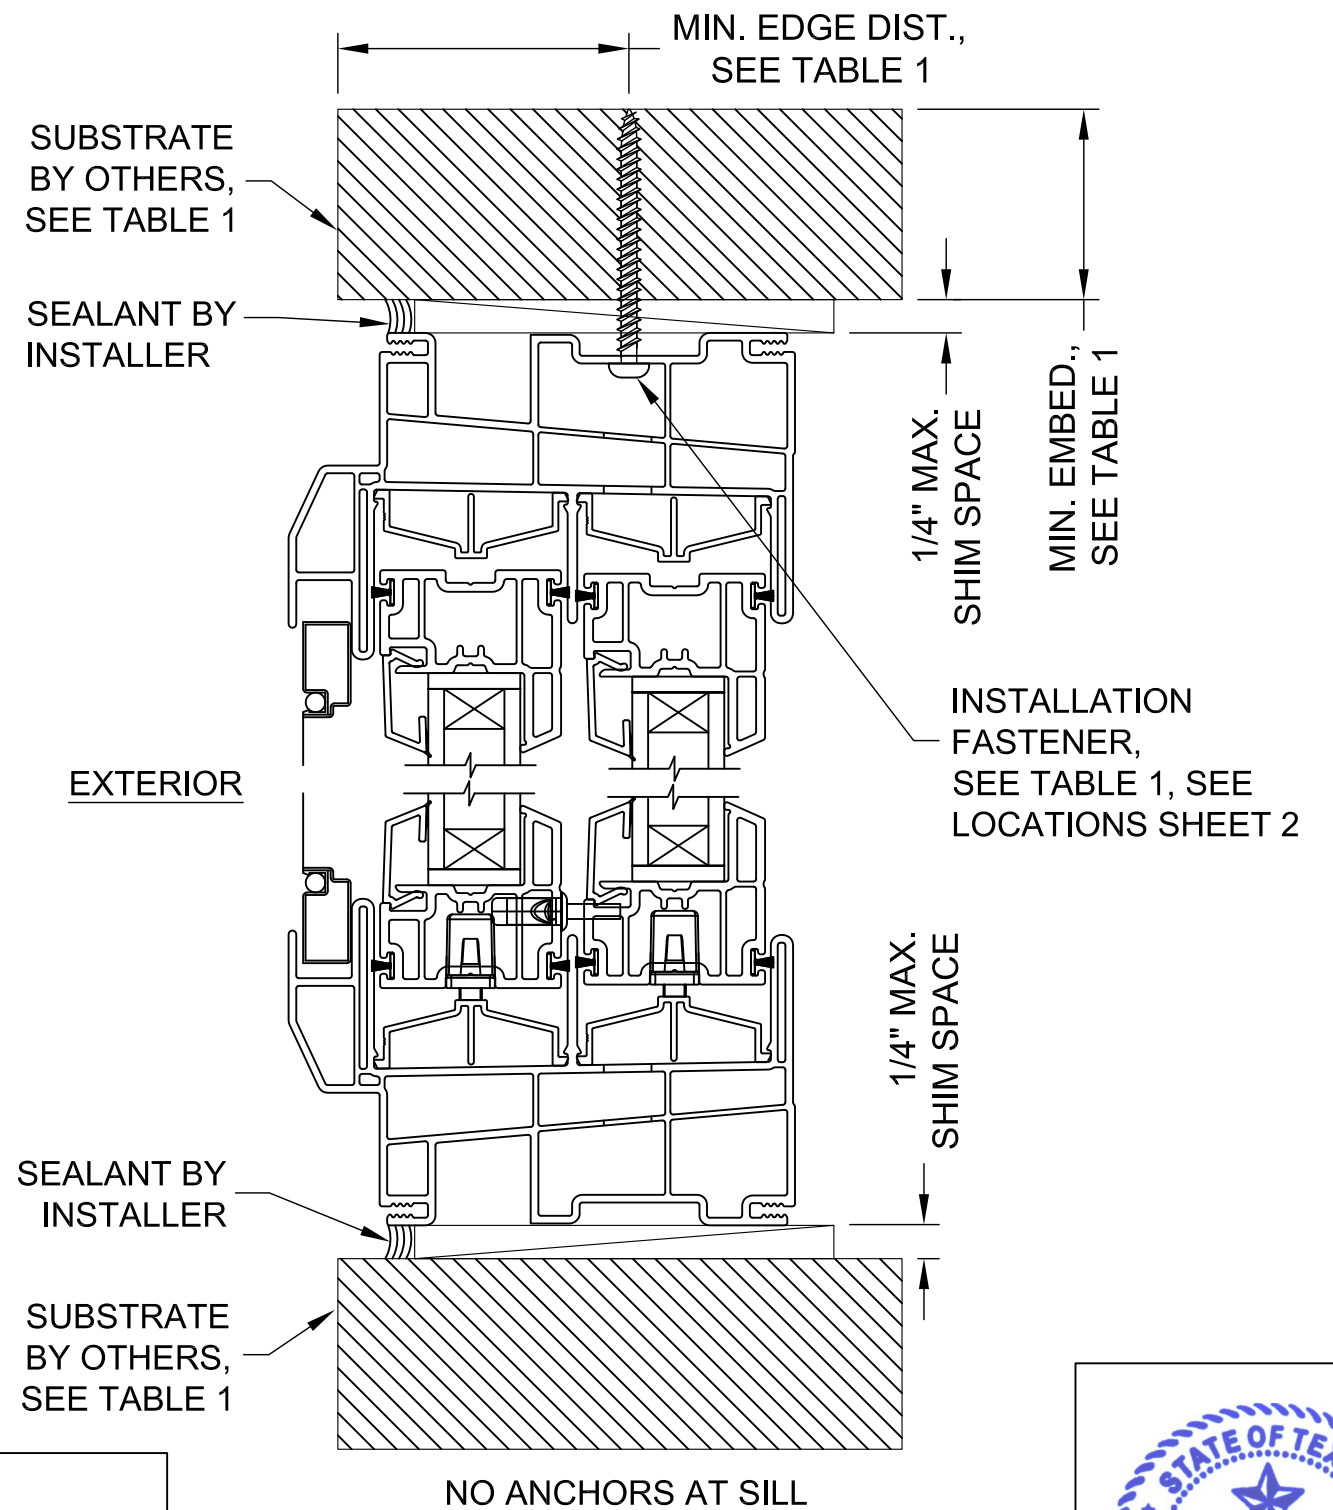 MIN. EDGE DIST.,
SEE TABLE 1
SUBSTRATE
BY OTHERS,
SEE TABLE 1
SEALANT BY
INSTALLER
1/4" MAX.
SHIM SPACE
MIN. EMBED.,
SEE TABLE 1
INSTALLATION
FASTENER,
SEE TABLE 1, SEE
LOCATIONS SHEET 2
EXTERIOR
1/4" MAX.
SHIM SPACE
SEALANT BY
INSTALLER
SUBSTRATE
BY OTHERS,
SEE TABLE 1
NO ANCHORS AT SILL
STATE OF